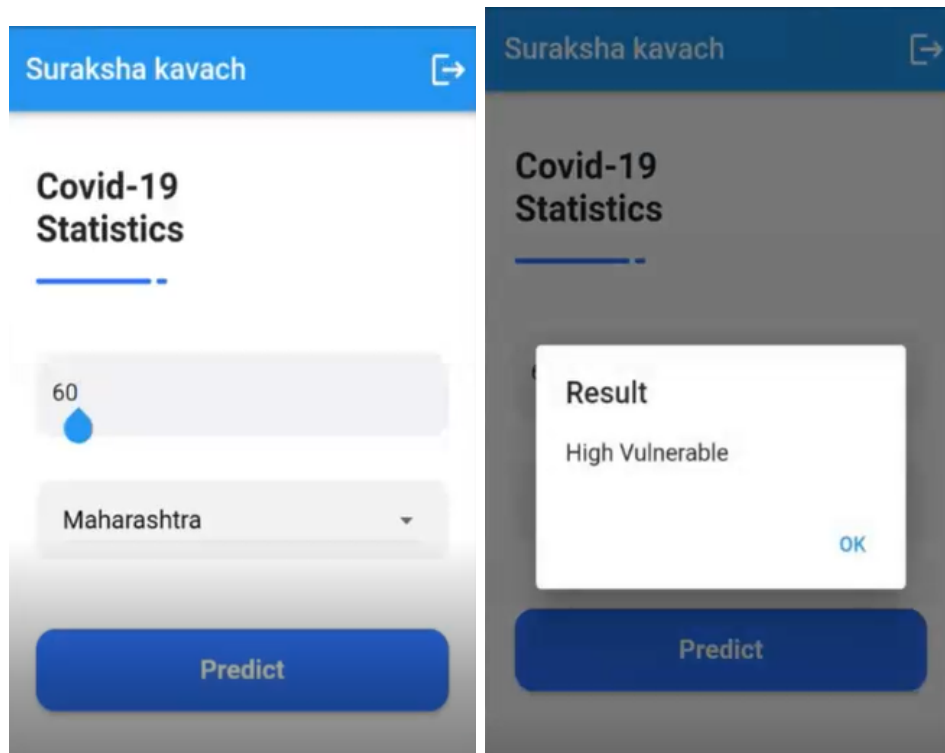 Suraksha kavach
Covid-19
Statistics
60
Maharashtra
Predict
Suraksha kavach
Covid-19
Statistics
Result
High Vulnerable
OK
Predict